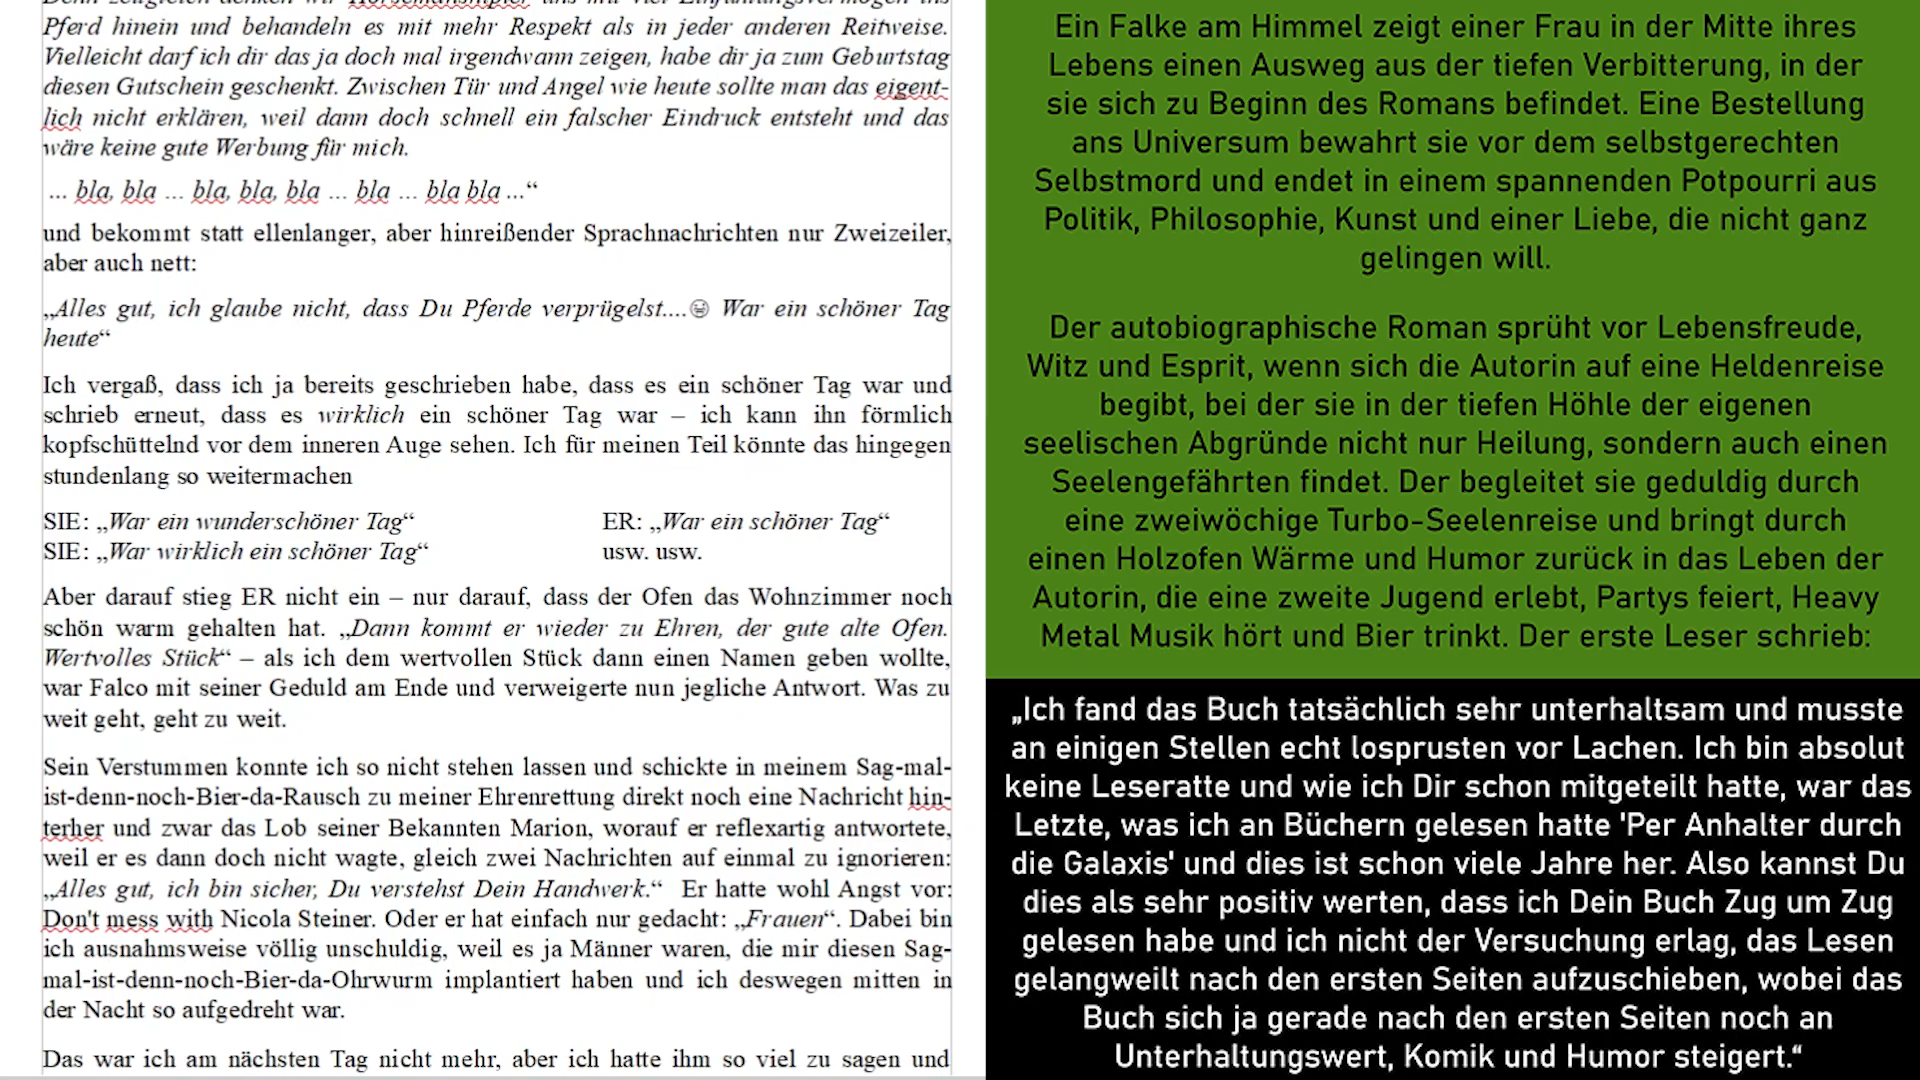 Denn zeitgleich denken wir Horsemanshipler uns mit viel Einfühlungsvermögen ins
Pferd hinein und behandeln es mit mehr Respekt als in jeder anderen Reitweise.
Vielleicht darf ich dir das ja doch mal irgendwann zeigen, habe dir ja zum Geburtstag
diesen Gutschein geschenkt. Zwischen Tür und Angel wie heute sollte man das eigent-
lich nicht erklären, weil dann doch schnell ein falscher Eindruck entsteht und das
wäre keine gute Werbung für mich.
... bla, bla ... bla, bla, bla ... bla ... bla bla ...“
und bekommt statt ellenlanger, aber hinreißender Sprachnachrichten nur Zweizeiler,
aber auch nett:
„Alles gut, ich glaube nicht, dass Du Pferde verprügelst....😀 War ein schöner Tag
heute“
Ich vergaß, dass ich ja bereits geschrieben habe, dass es ein schöner Tag war und
schrieb erneut, dass es wirklich ein schöner Tag war – ich kann ihn förmlich
kopfschüttelnd vor dem inneren Auge sehen. Ich für meinen Teil könnte das hingegen
stundenlang so weitermachen
SIE: „War ein wunderschöner Tag“ ER: „War ein schöner Tag“
SIE: „War wirklich ein schöner Tag“ usw. usw.
Aber darauf stieg ER nicht ein – nur darauf, dass der Ofen das Wohnzimmer noch
schön warm gehalten hat. „Dann kommt er wieder zu Ehren, der gute alte Ofen.
Wertvolles Stück“ – als ich dem wertvollen Stück dann einen Namen geben wollte,
war Falco mit seiner Geduld am Ende und verweigerte nun jegliche Antwort. Was zu
weit geht, geht zu weit.
Sein Verstummen konnte ich so nicht stehen lassen und schickte in meinem Sag-mal-
ist-denn-noch-Bier-da-Rausch zu meiner Ehrenrettung direkt noch eine Nachricht hin-
terher und zwar das Lob seiner Bekannten Marion, worauf er reflexartig antwortete,
weil er es dann doch nicht wagte, gleich zwei Nachrichten auf einmal zu ignorieren:
„Alles gut, ich bin sicher, Du verstehst Dein Handwerk.“ Er hatte wohl Angst vor:
Don't mess with Nicola Steiner. Oder er hat einfach nur gedacht: „Frauen“. Dabei bin
ich ausnahmsweise völlig unschuldig, weil es ja Männer waren, die mir diesen Sag-
mal-ist-denn-noch-Bier-da-Ohrwurm implantiert haben und ich deswegen mitten in
der Nacht so aufgedreht war.
Das war ich am nächsten Tag nicht mehr, aber ich hatte ihm so viel zu sagen und
Ein Falke am Himmel zeigt einer Frau in der Mitte ihres
Lebens einen Ausweg aus der tiefen Verbitterung, in der
sie sich zu Beginn des Romans befindet. Eine Bestellung
ans Universum bewahrt sie vor dem selbstgerechten
Selbstmord und endet in einem spannenden Potpourri aus
Politik, Philosophie, Kunst und einer Liebe, die nicht ganz
gelingen will.
Der autobiographische Roman sprüht vor Lebensfreude,
Witz und Esprit, wenn sich die Autorin auf eine Heldenreise
begibt, bei der sie in der tiefen Höhle der eigenen
seelischen Abgründe nicht nur Heilung, sondern auch einen
Seelengefährten findet. Der begleitet sie geduldig durch
eine zweiwöchige Turbo-Seelenreise und bringt durch
einen Holzofen Wärme und Humor zurück in das Leben der
Autorin, die eine zweite Jugend erlebt, Partys feiert, Heavy
Metal Musik hört und Bier trinkt. Der erste Leser schrieb:
„Ich fand das Buch tatsächlich sehr unterhaltsam und musste
an einigen Stellen echt losprusten vor Lachen. Ich bin absolut
keine Leseratte und wie ich Dir schon mitgeteilt hatte, war das
Letzte, was ich an Büchern gelesen hatte 'Per Anhalter durch
die Galaxis' und dies ist schon viele Jahre her. Also kannst Du
dies als sehr positiv werten, dass ich Dein Buch Zug um Zug
gelesen habe und ich nicht der Versuchung erlag, das Lesen
gelangweilt nach den ersten Seiten aufzuschieben, wobei das
Buch sich ja gerade nach den ersten Seiten noch an
Unterhaltungswert, Komik und Humor steigert.“